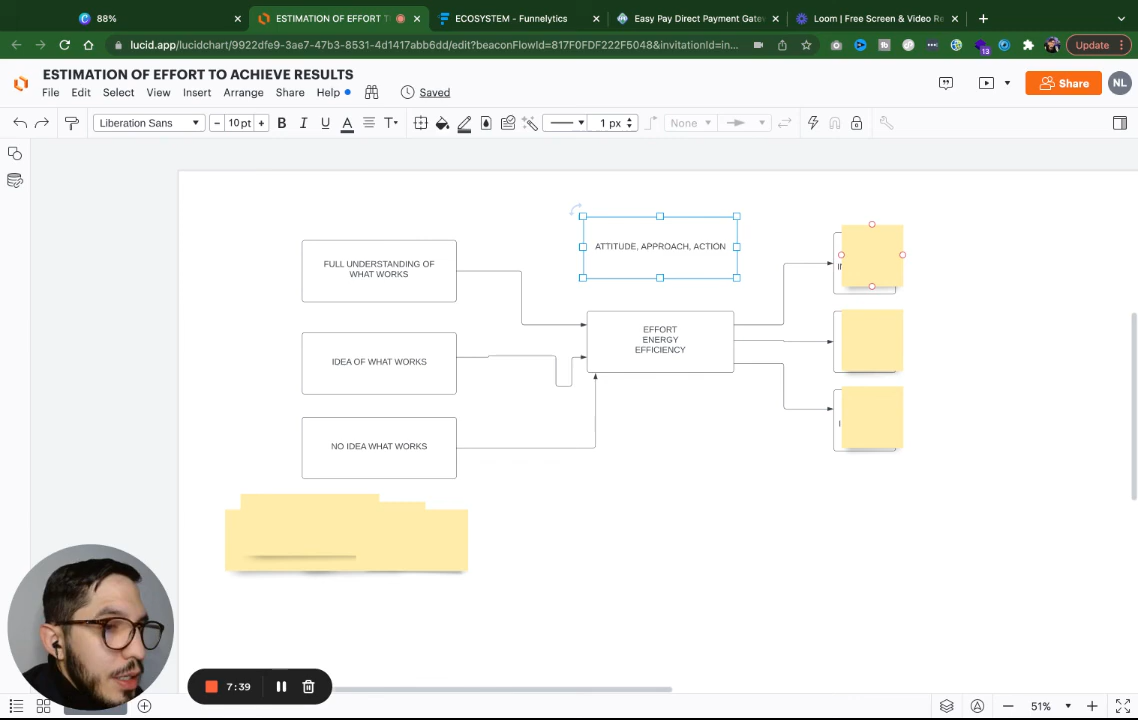 88%
ESTIMATION OF EFFORT T
ECOSYSTEM - Funnelytics
Easy Pay Direct Payment Gatew
Loom | Free Screen & Video Re
lucid.app/lucidchart/9922dfe9-3ae7-47b3-8531-4d1417abb6dd/edit?beaconFlowId=817F0FDF222F5048&invitationId=in...
13
Update
ESTIMATION OF EFFORT TO ACHIEVE RESULTS
File Edit Select View Insert Arrange Share Help Saved
Share
NL
Liberation Sans
10 pt
B I U A T
1 px
None
ATTITUDE, APPROACH, ACTION
FULL UNDERSTANDING OF
WHAT WORKS
EFFORT
ENERGY
EFFICIENCY
IDEA OF WHAT WORKS
NO IDEA WHAT WORKS
7:39
51%